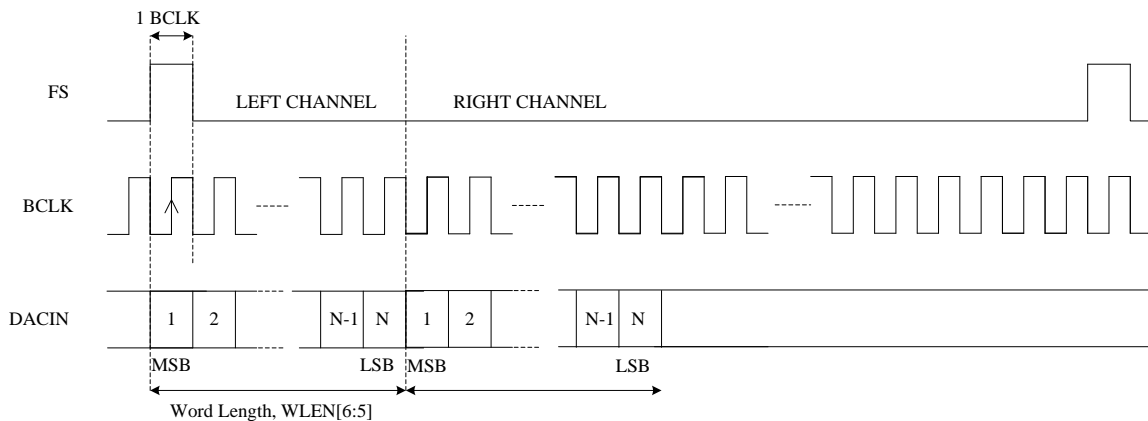 1 BCLK
FS
LEFT CHANNEL RIGHT CHANNEL
BCLK
DACIN 1 2 N-1 N 1 2 N-1 N
MSB LSB MSB LSB
Word Length, WLEN[6:5]